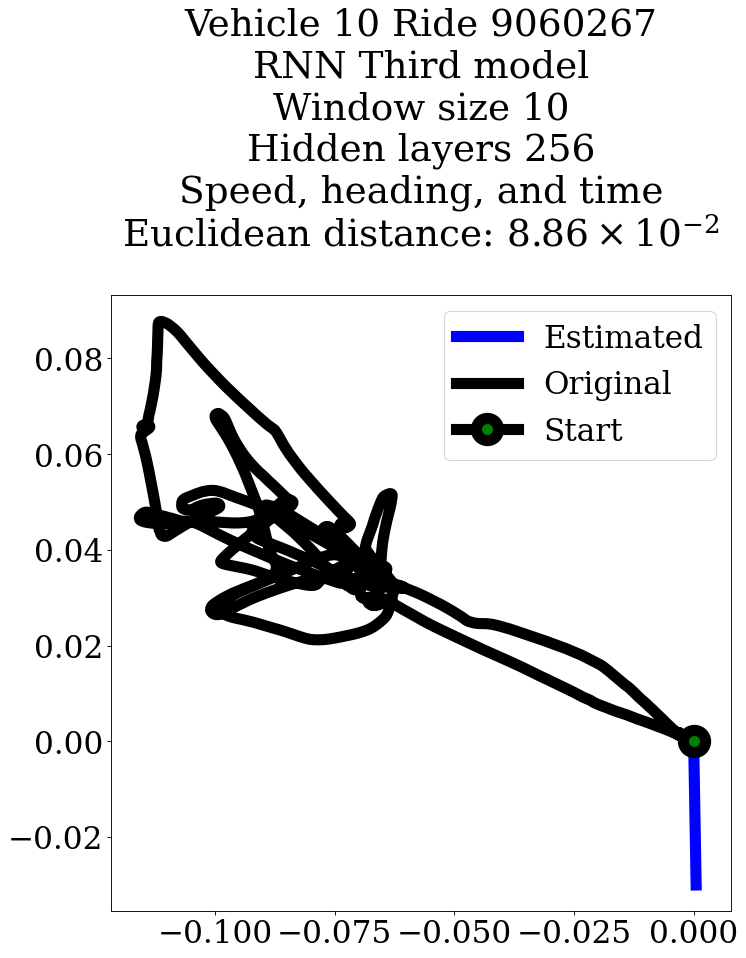 Vehicle 10 Ride 9060267
RNN Third model
Window size 10
Hidden layers 256
Speed, heading, and time
Euclidean distance: 8.86 × 10⁻²
Estimated
Original
Start
0.08
0.06
0.04
0.02
0.00
−0.02
−0.100 −0.075 −0.050 −0.025 0.000